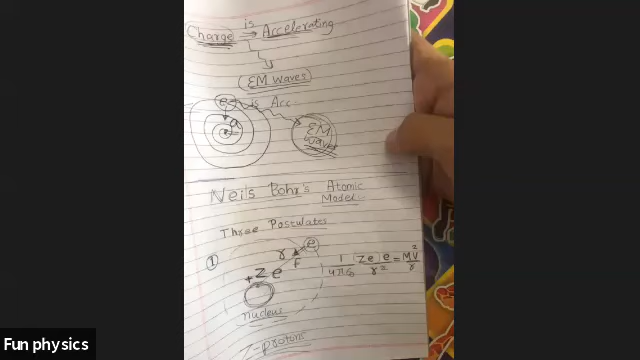 Charge is ⇒ Accelerating
EM waves
e is Acc
a
EM
waves
Neils Bohr's Atomic
Model
Three Postulates
① r e
F
+Ze
1/4πε₀ Ze e/r² = MV²/r
nucleus
Z-protons
Fun physics